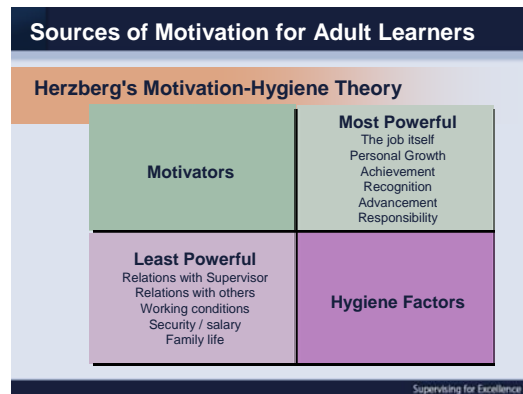 Sources of Motivation for Adult Learners
Herzberg's Motivation-Hygiene Theory
Motivators
Most Powerful
The job itself
Personal Growth
Achievement
Recognition
Advancement
Responsibility
Least Powerful
Relations with Supervisor
Relations with others
Working conditions
Security / salary
Family life
Hygiene Factors
Supervising for Excellence